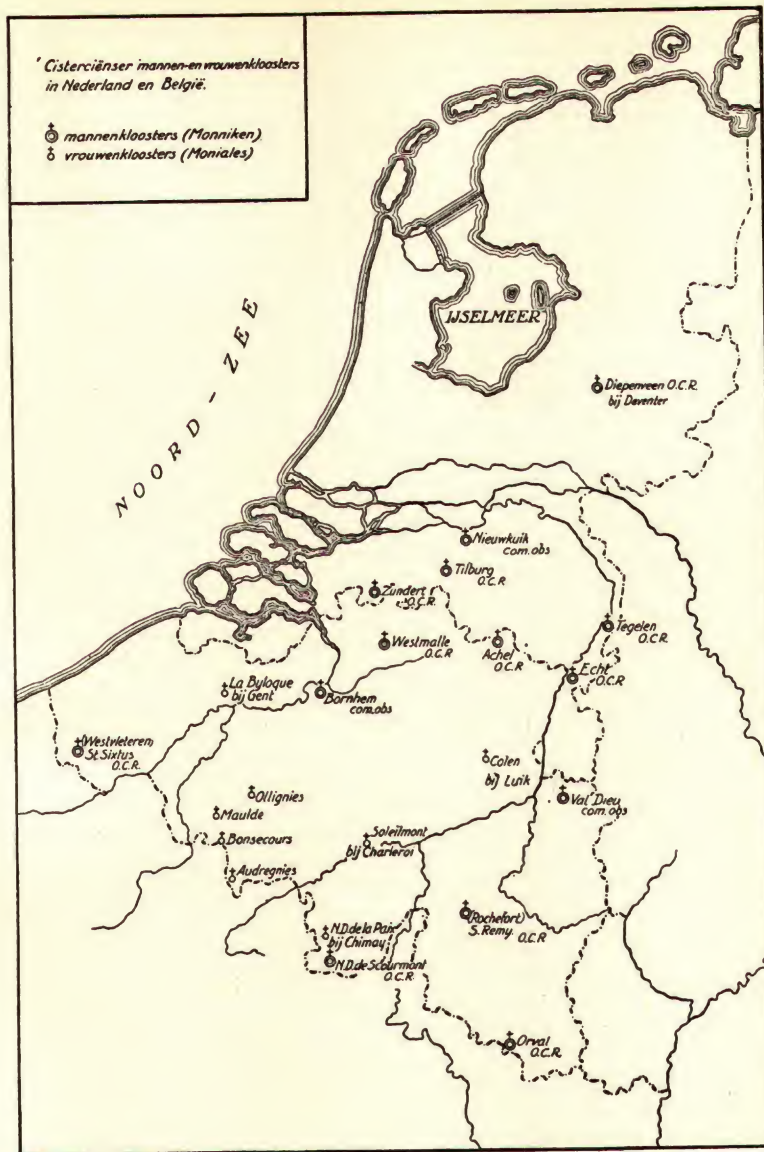 ' Cisterciënser mannen-en vrouwenkloosters
in Nederland en België.
mannenkloosters (Monniken)
vrouwenkloosters (Moniales)
NOORD-ZEE
IJSELMEER
Diepenveen O.C.R.
bij Deventer
Nieuwkuik
com.obs
Tilburg
O.C.R.
Zundert
O.C.R.
Tegelen
O.C.R.
Westmalle
O.C.R
Achel
O.C.R
Echt
O.C.R
La Byloque
bij Gent
Bornhem
com.obs
(Westvleteren)
St Sixtus
O.C.R.
Colen
bij Luik
Ollignies
Val Dieu
com.obs
Maulde
Bonsecours
Soleilmont
bij Charleroi
Audregnies
(Rochefort)
S. Remy.
O.C.R
N.D. de la Paix
bij Chimay
N.D. de Scourmont
O.C.R.
Orval
O.C.R.